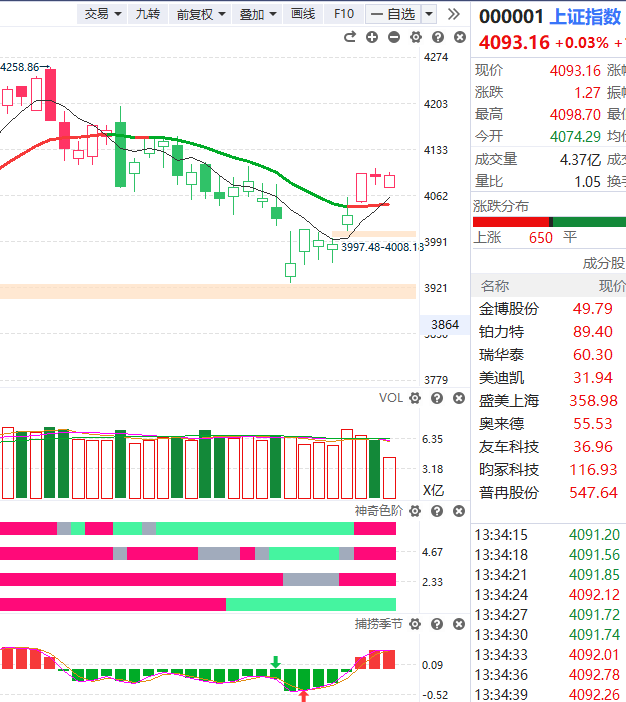 交易 九转 前复权 叠加 画线 F10 一 自选
000001 上证指数
4093.16 +0.03% +
4274
4258.86
4203
4133
4062
3991
3997.48-4008.18
3921
3864
3779
现价 4093.16 涨
涨跌 1.27 振
最高 4098.70 最
今开 4074.29 均
成交量 4.37亿 成
量比 1.05 换
涨跌分布
上涨 650 平
成分股
名称 现价
金博股份 49.79
铂力特 89.40
瑞华泰 60.30
美迪凯 31.94
盛美上海 358.98
奥来德 55.53
友车科技 36.96
昀冢科技 116.93
普冉股份 547.64
VOL
6.35
3.18
X亿
神奇色阶
4.67
2.33
捕捞季节
0.09
-0.52
13:34:15 4091.20
13:34:18 4091.56
13:34:21 4091.85
13:34:24 4092.12
13:34:27 4091.72
13:34:30 4091.74
13:34:33 4092.01
13:34:36 4092.78
13:34:39 4092.26